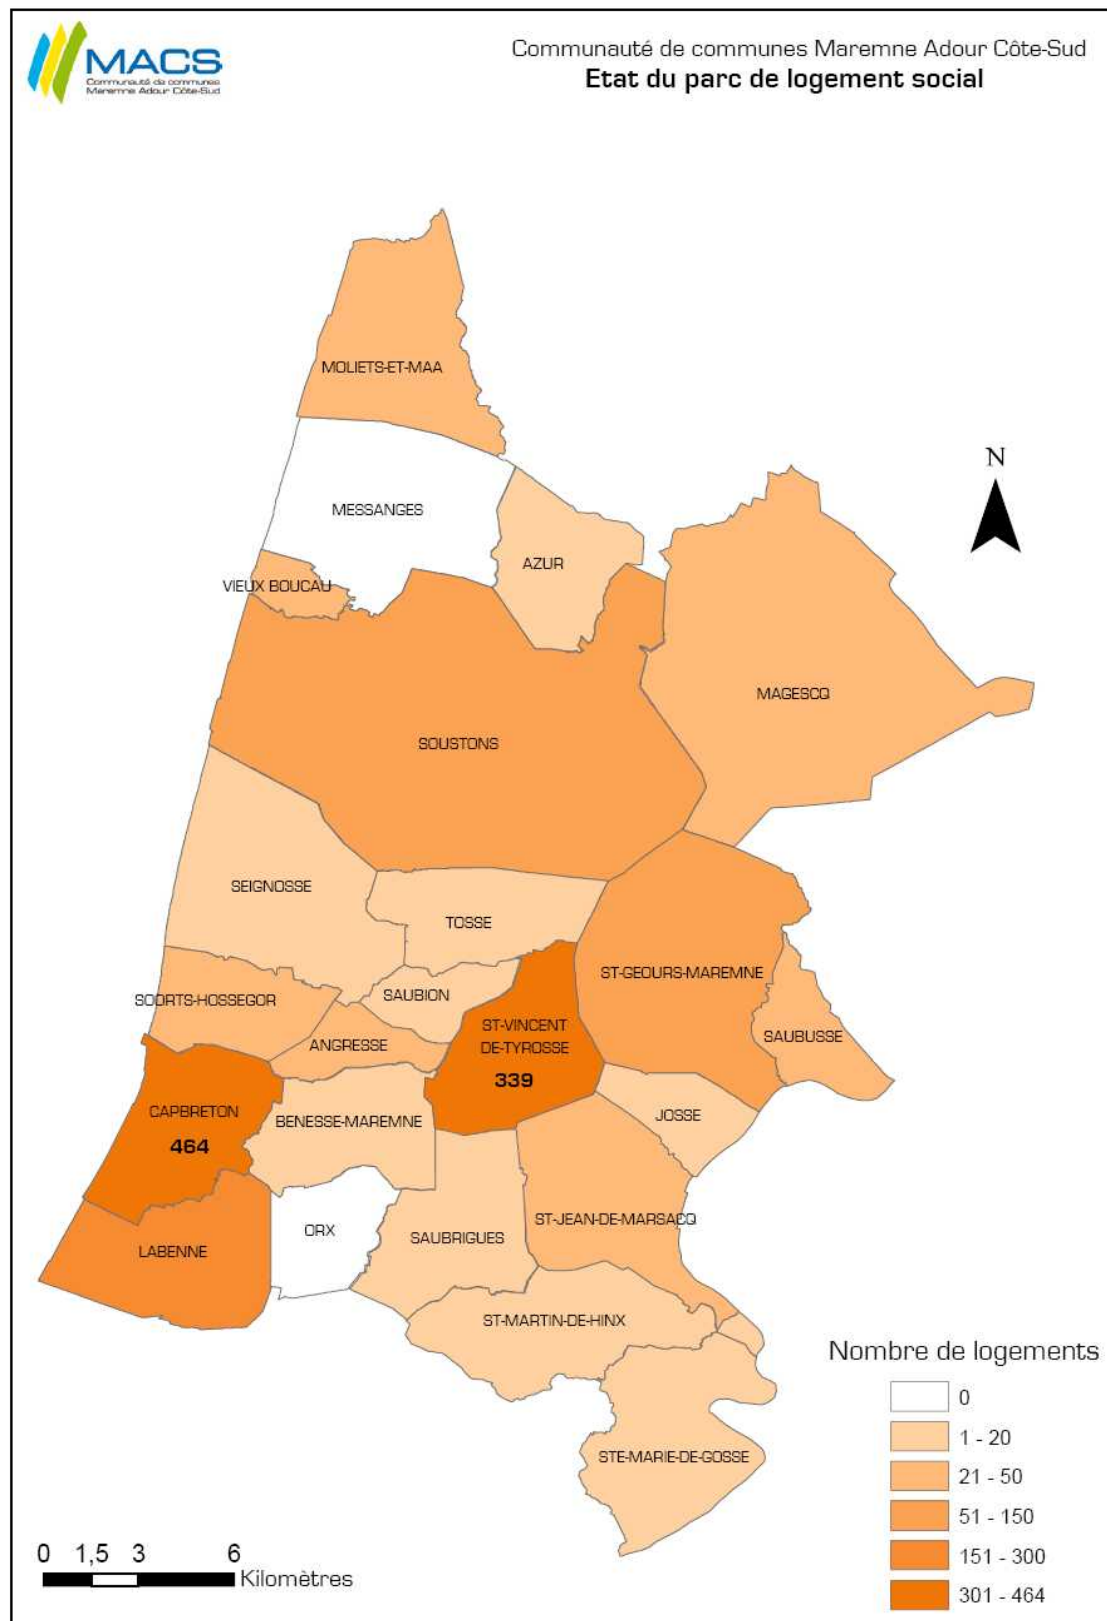 MACS
Communauté de communes
Maremne Adour Côte-Sud
Communauté de communes Maremne Adour Côte-Sud
Etat du parc de logement social
MOLIETS-ET-MAA
N
MESSANGES
AZUR
VIEUX BOUCAU
MAGESCQ
SOUSTONS
SEIGNOSSE
TOSSE
ST-GEOURS-MAREMNE
SAUBION
SOORTS-HOSSEGOR
ST-VINCENT
DE-TYROSSE
339
SAUBUSSE
ANGRESSE
CAPBRETON
464
BENESSE-MAREMNE
JOSSE
ST-JEAN-DE-MARSACQ
ORX
SAUBRIGUES
LABENNE
ST-MARTIN-DE-HINX
STE-MARIE-DE-GOSSE
Nombre de logements
0
1 - 20
21 - 50
51 - 150
151 - 300
301 - 464
0 1,5 3 6
Kilomètres